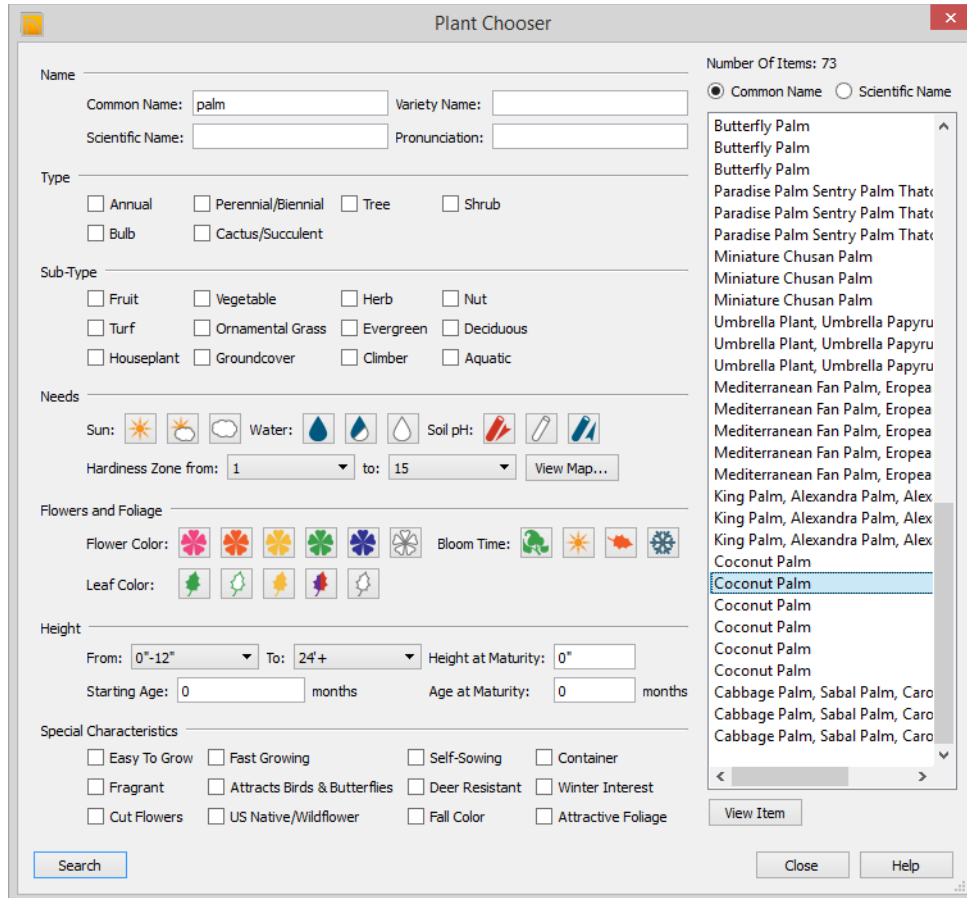 Plant Chooser
Name
Common Name: palm Variety Name:
Scientific Name: Pronunciation:
Type
Annual Perennial/Biennial Tree Shrub
Bulb Cactus/Succulent
Sub-Type
Fruit Vegetable Herb Nut
Turf Ornamental Grass Evergreen Deciduous
Houseplant Groundcover Climber Aquatic
Needs
Sun: Water: Soil pH:
Hardiness Zone from: 1 to: 15 View Map...
Flowers and Foliage
Flower Color: Bloom Time:
Leaf Color:
Height
From: 0"-12" To: 24'+ Height at Maturity: 0"
Starting Age: 0 months Age at Maturity: 0 months
Special Characteristics
Easy To Grow Fast Growing Self-Sowing Container
Fragrant Attracts Birds & Butterflies Deer Resistant Winter Interest
Cut Flowers US Native/Wildflower Fall Color Attractive Foliage
Search
Number Of Items: 73
Common Name Scientific Name
Butterfly Palm
Butterfly Palm
Butterfly Palm
Paradise Palm Sentry Palm Thatc
Paradise Palm Sentry Palm Thatc
Paradise Palm Sentry Palm Thatc
Miniature Chusan Palm
Miniature Chusan Palm
Miniature Chusan Palm
Umbrella Plant, Umbrella Papyru
Umbrella Plant, Umbrella Papyru
Umbrella Plant, Umbrella Papyru
Mediterranean Fan Palm, Eropea
Mediterranean Fan Palm, Eropea
Mediterranean Fan Palm, Eropea
Mediterranean Fan Palm, Eropea
Mediterranean Fan Palm, Eropea
King Palm, Alexandra Palm, Alex
King Palm, Alexandra Palm, Alex
King Palm, Alexandra Palm, Alex
Coconut Palm
Coconut Palm
Coconut Palm
Coconut Palm
Coconut Palm
Coconut Palm
Cabbage Palm, Sabal Palm, Caro
Cabbage Palm, Sabal Palm, Caro
Cabbage Palm, Sabal Palm, Caro
View Item
Close Help